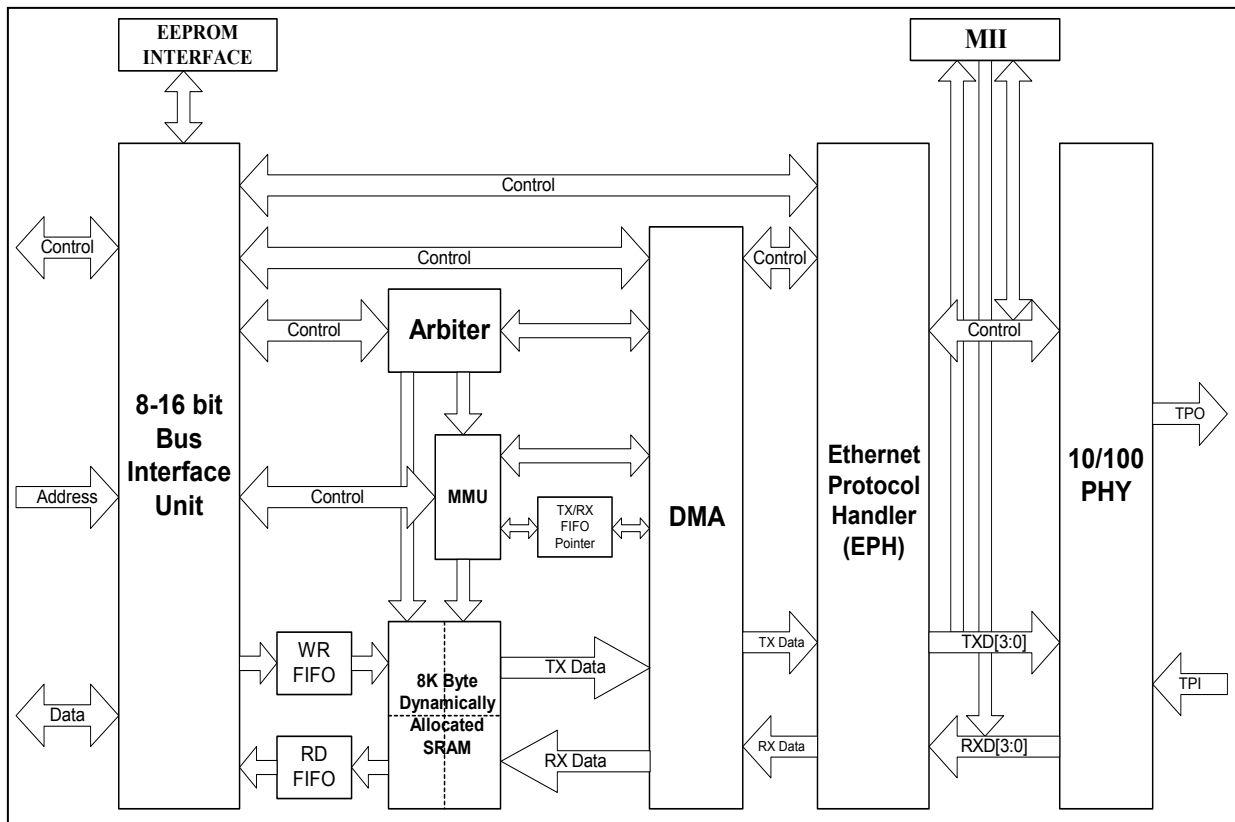 EEPROM
INTERFACE
MII
Control
Control
Control
Control
Control
Arbiter
Control
8-16 bit
Bus
Interface
Unit
TPO
Address
Control
MMU
TX/RX
FIFO
Pointer
DMA
Ethernet
Protocol
Handler
(EPH)
10/100
PHY
WR
FIFO
TX Data
TX Data
TXD[3:0]
8K Byte
Dynamically
Allocated
SRAM
TPI
Data
RD
FIFO
RX Data
RX Data
RXD[3:0]